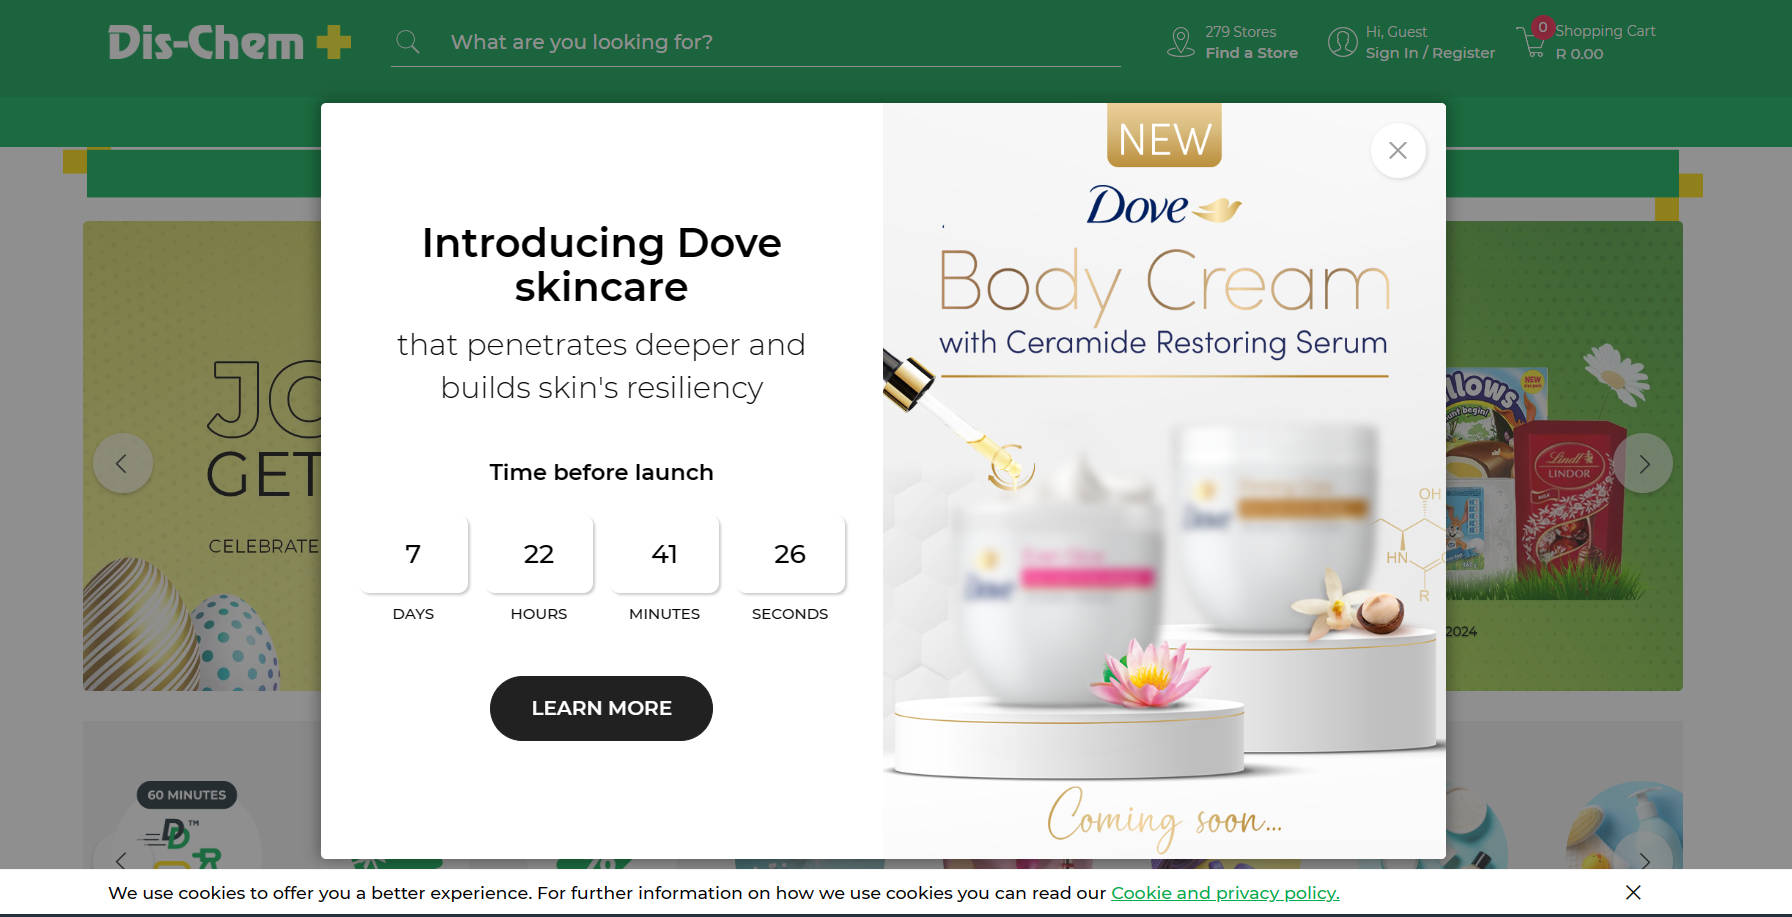 Dis-Chem
What are you looking for?
279 Stores
Find a Store
Hi, Guest
Sign In / Register
0
Shopping Cart
R 0.00
Introducing Dove
skincare
that penetrates deeper and
builds skin's resiliency
Time before launch
7
22
41
26
DAYS
HOURS
MINUTES
SECONDS
LEARN MORE
NEW
Dove
Body Cream
with Ceramide Restoring Serum
OH
HN
R
Coming soon...
GET
CELEBRATE
NEW
Lindt
LINDOR
2024
60 MINUTES
We use cookies to offer you a better experience. For further information on how we use cookies you can read our Cookie and privacy policy.